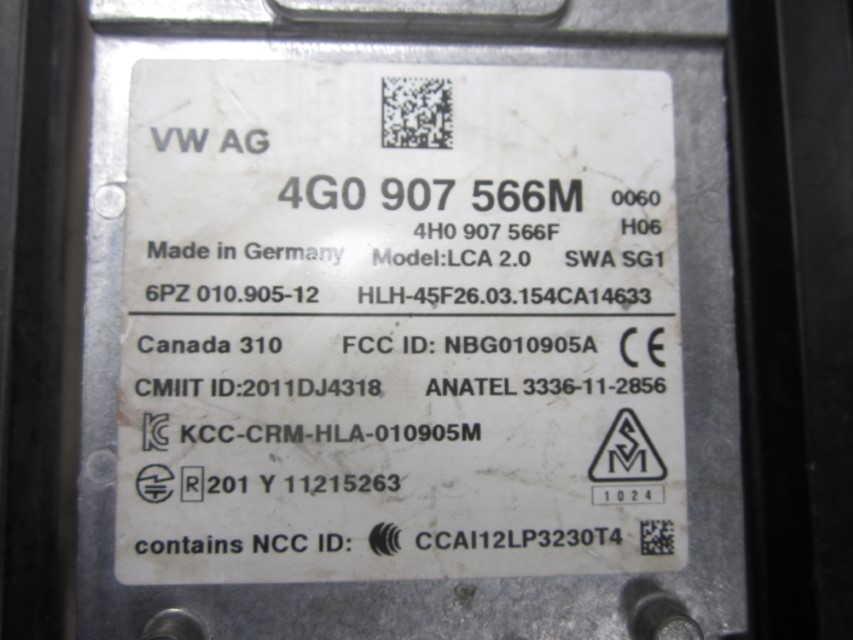 VW AG
4G0 907 566M 0060
4H0 907 566F H06
Made in Germany Model:LCA 2.0 SWA SG1
6PZ 010.905-12 HLH-45F26.03.154CA14633
Canada 310 FCC ID: NBG010905A CE
CMIIT ID:2011DJ4318 ANATEL 3336-11-2856
KCC-CRM-HLA-010905M
R 201 Y 11215263
1024
contains NCC ID: CCAI12LP3230T4